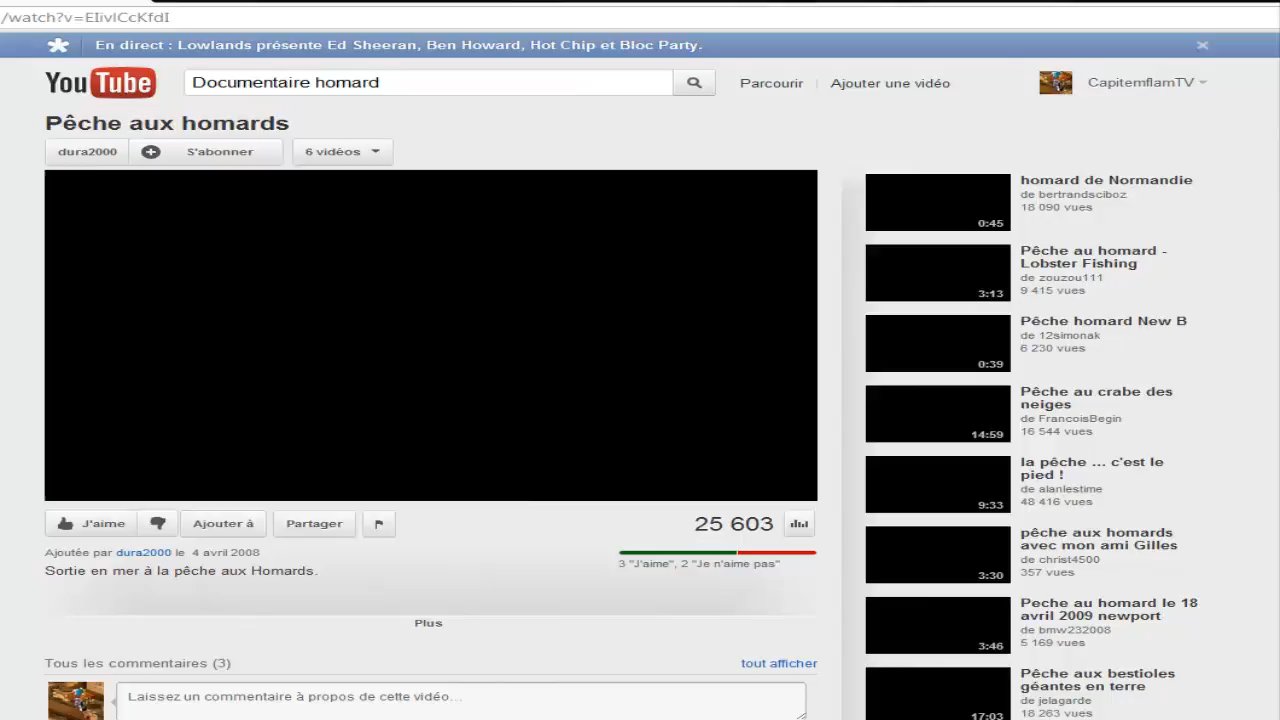 /watch?v=EIivlCcKfdI
En direct : Lowlands présente Ed Sheeran, Ben Howard, Hot Chip et Bloc Party.
YouTube
Documentaire homard
Parcourir
Ajouter une vidéo
CapitemflamTV
Pêche aux homards
dura2000
S'abonner
6 vidéos
J'aime
Ajouter à
Partager
25 603
Ajoutée par dura2000 le 4 avril 2008
3 "J'aime", 2 "Je n'aime pas"
Sortie en mer à la pêche aux Homards.
Plus
Tous les commentaires (3)
tout afficher
Laissez un commentaire à propos de cette vidéo...
0:45
homard de Normandie
de bertrandsciboz
18 090 vues
3:13
Pêche au homard -
Lobster Fishing
de zouzou111
9 415 vues
0:39
Pêche homard New B
de 12simonak
6 230 vues
14:59
Pêche au crabe des
neiges
de FrancoisBegin
16 544 vues
9:33
la pêche ... c'est le
pied !
de alanlestime
48 416 vues
3:30
pêche aux homards
avec mon ami Gilles
de christ4500
357 vues
3:46
Peche au homard le 18
avril 2009 newport
de bmw232008
5 169 vues
17:03
Pêche aux bestioles
géantes en terre
de jelagarde
18 263 vues